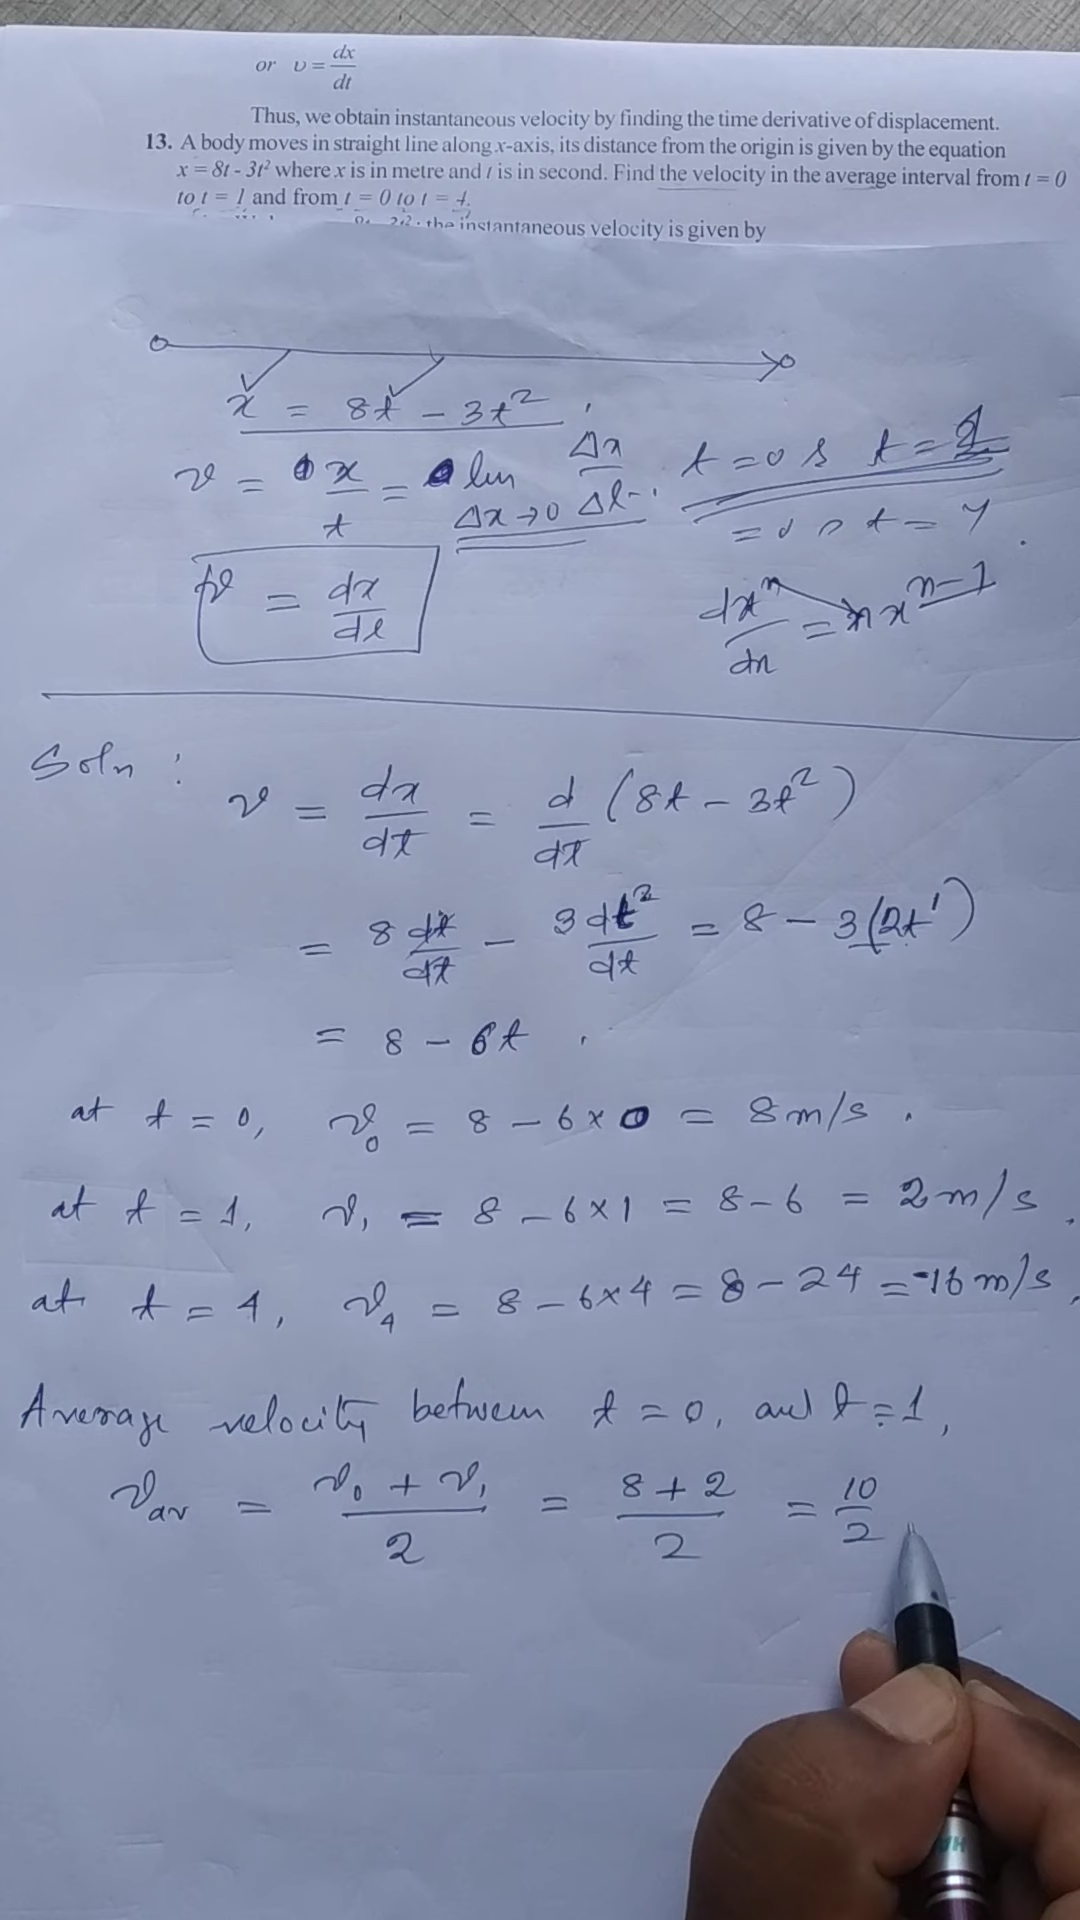 or v = dx/dt
Thus, we obtain instantaneous velocity by finding the time derivative of displacement.
13. A body moves in straight line along x-axis, its distance from the origin is given by the equation
x = 8t - 3t² where x is in metre and t is in second. Find the velocity in the average interval from t = 0
to t = 1 and from t = 0 to t = 4.
the instantaneous velocity is given by
x = 8t - 3t²
v = x/t = lim Δx→0 Δx/Δt t = 0 s t =
= 0 t = 4
v = dx/dt
dxⁿ/dx = nxⁿ⁻¹
Soln :
v = dx/dt = d/dt (8t - 3t²)
= 8 dt/dt - 3dt²/dt = 8 - 3(2t¹)
= 8 - 6t .
at t = 0, v₀ = 8 - 6×0 = 8 m/s .
at t = 1, v₁ = 8 - 6×1 = 8 - 6 = 2 m/s .
at t = 4, v₄ = 8 - 6×4 = 8 - 24 = -16 m/s .
Average velocity between t = 0, and t = 1,
vav = v₀ + v₁/2 = 8 + 2/2 = 10/2